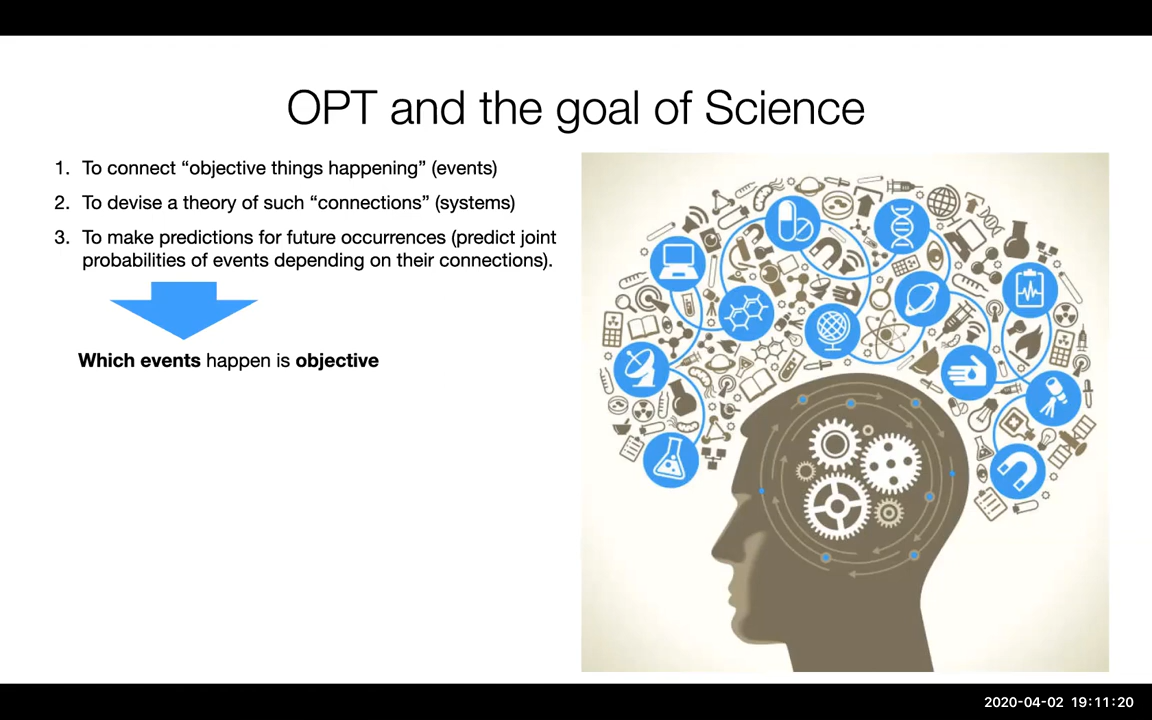 OPT and the goal of Science
1. To connect “objective things happening” (events)
2. To devise a theory of such “connections” (systems)
3. To make predictions for future occurrences (predict joint
probabilities of events depending on their connections).
Which events happen is objective
2020-04-02 19:11:20